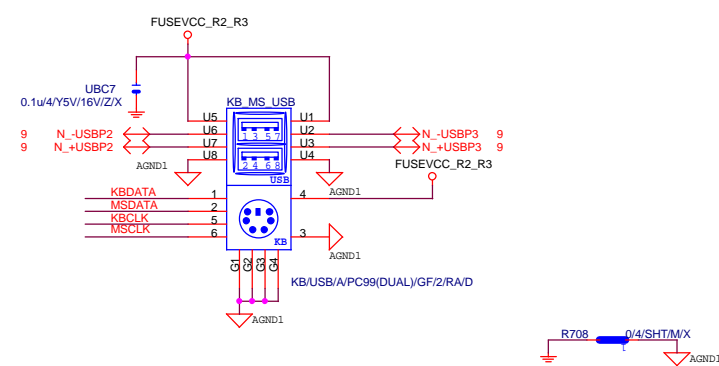 FUSEVCC_R2_R3
UBC7
0.1u/4/Y5V/16V/Z/X
KB_MS_USB
U5 U1
9 N_-USBP2 U6 1 3 5 7 U2 N_-USBP3 9
9 N_+USBP2 U7 U3 N_+USBP3 9
AGND1 U8 2 4 6 8 U4 FUSEVCC_R2_R3
USB
KBDATA 1 4 AGND1
MSDATA 2
KBCLK 5
MSCLK 6 KB 3
AGND1
G1 G2 G3 G4
KB/USB/A/PC99(DUAL)/GF/2/RA/D
AGND1
R708 0/4/SHT/M/X
AGND1